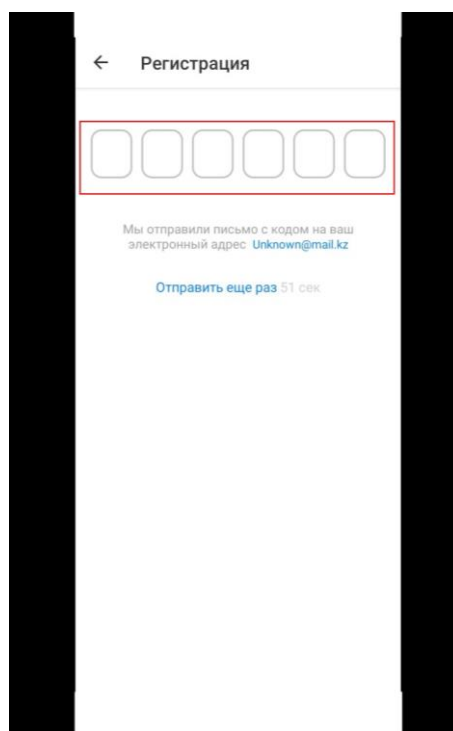 Регистрация
Мы отправили письмо с кодом на ваш
электронный адрес Unknown@mail.kz
Отправить еще раз 51 сек